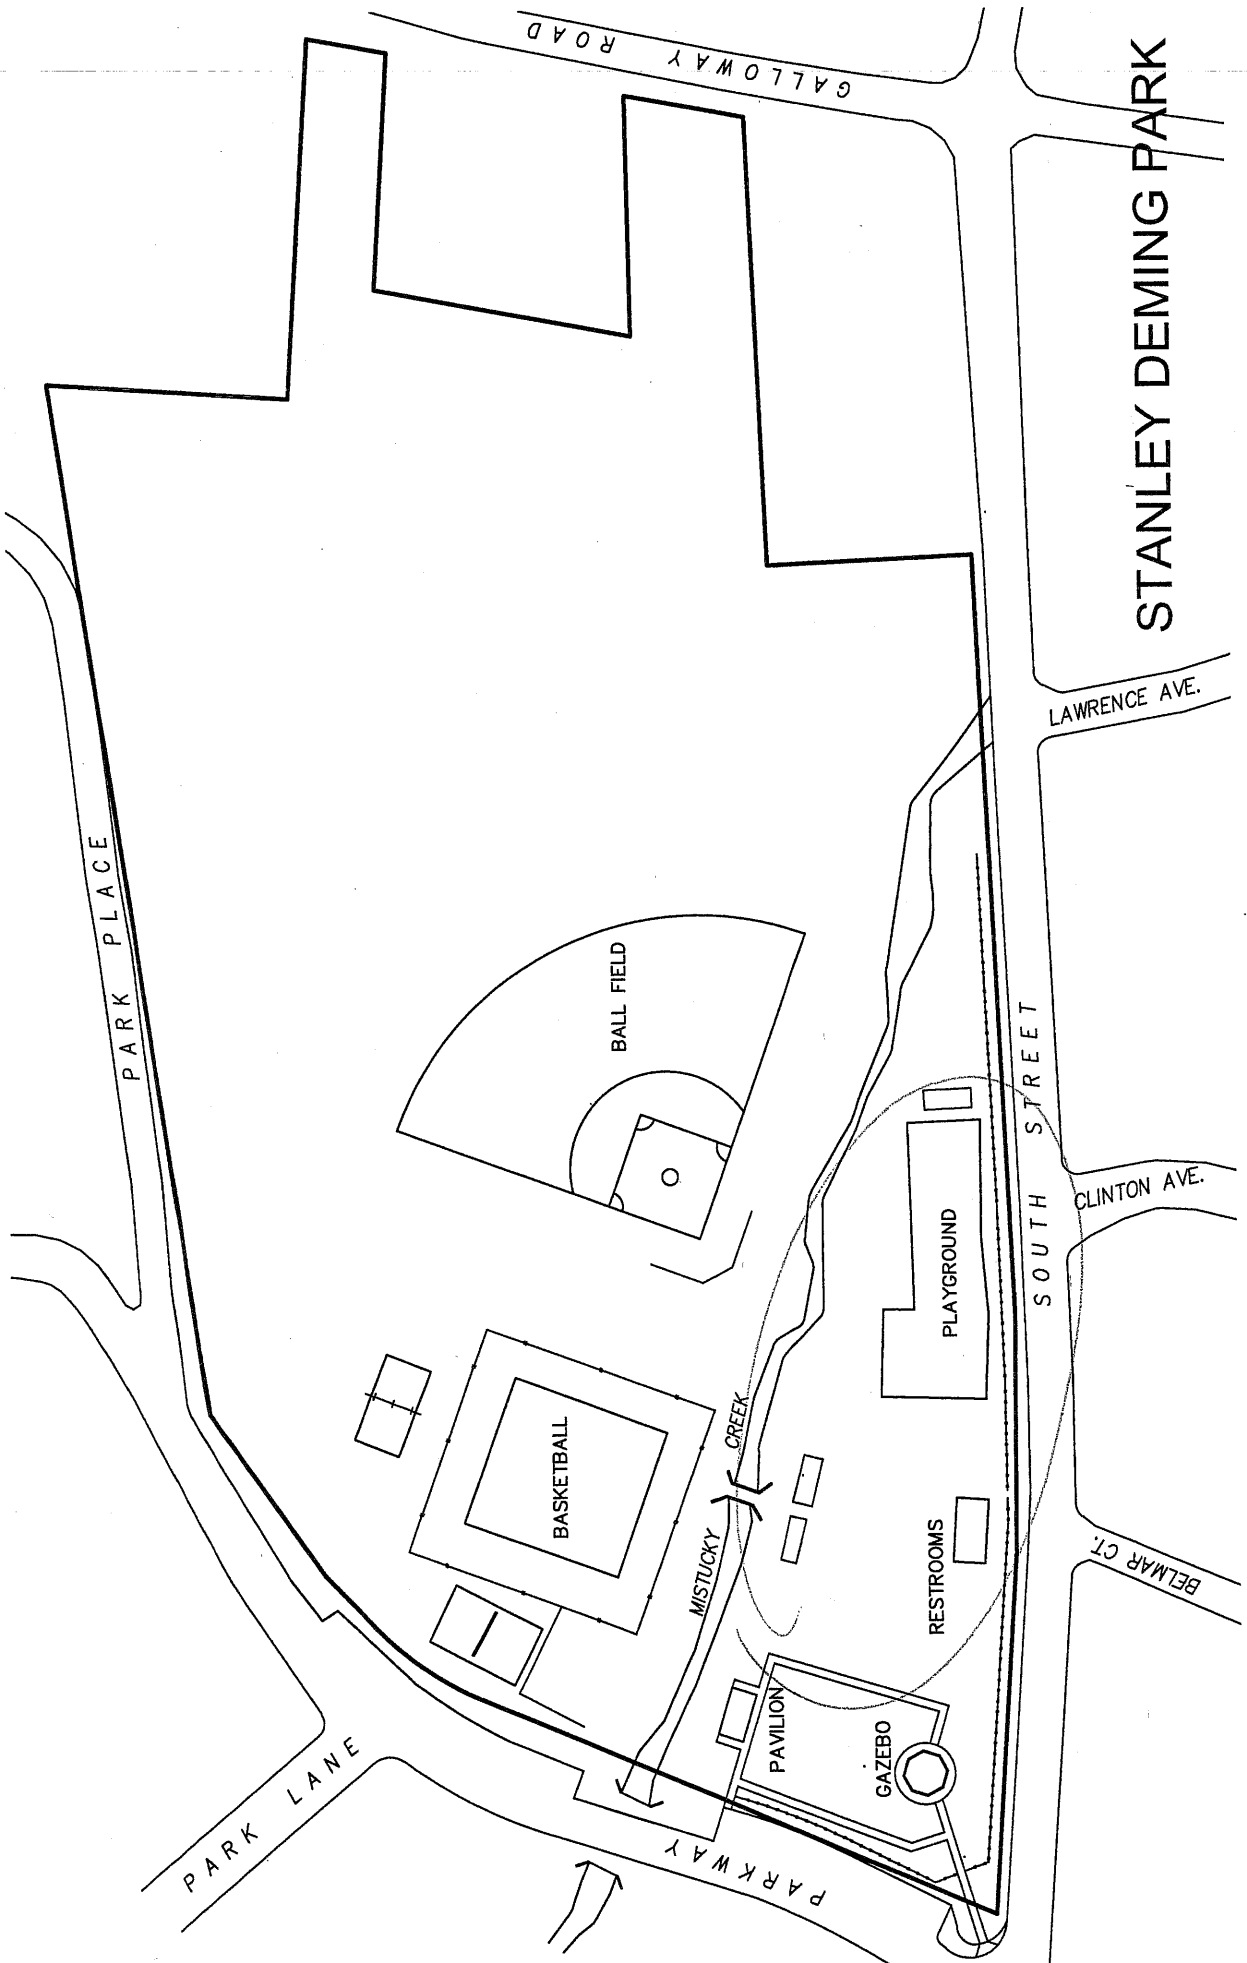 STANLEY DEMING PARK
GALLOWAY ROAD
PARK PLACE
PARK LANE
PARKWAY
SOUTH STREET
LAWRENCE AVE.
CLINTON AVE.
BELMAR CT.
BALL FIELD
BASKETBALL
MISTUCKY CREEK
PLAYGROUND
RESTROOMS
PAVILION
GAZEBO